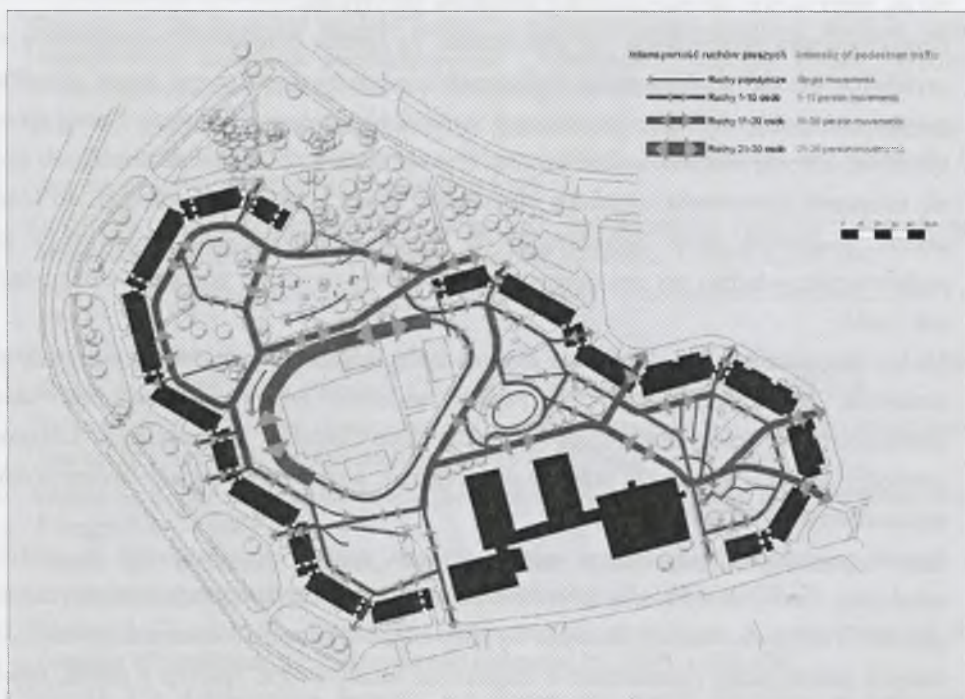 Intensywność ruchów pieszych Intensity of pedestrian traffic
Ruchy pojedyncze Single movements
Ruchy 1-10 osób 1-10 person movements
Ruchy 11-20 osób 11-20 person movements
Ruchy 21-30 osób 21-30 person movements